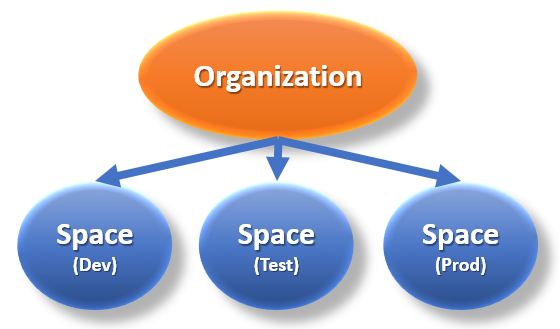 Organization
Space
(Dev)
Space
(Test)
Space
(Prod)